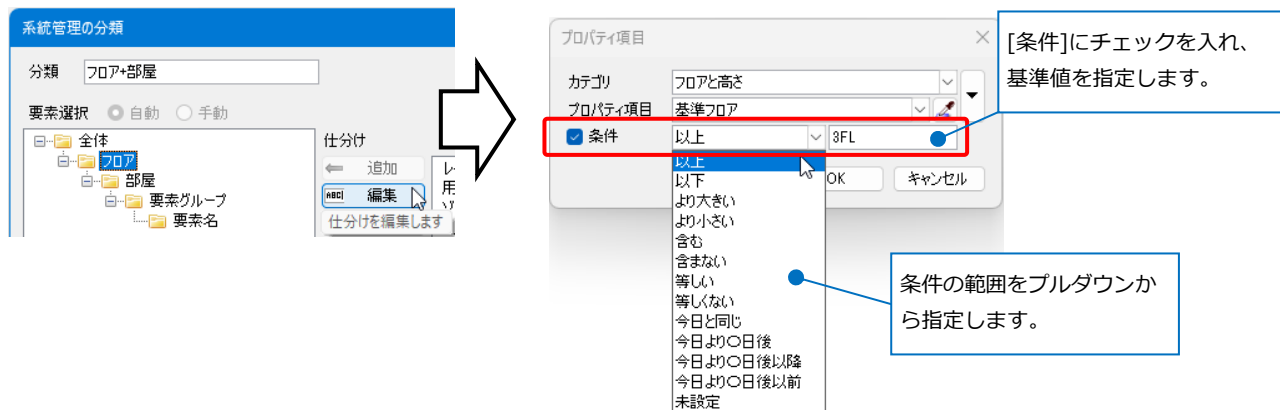 系統管理の分類
分類 フロア+部屋
要素選択 自動 手動
全体
フロア
部屋
要素グループ
要素名
仕分け
追加
ABC 編集
仕分けを編集します
プロパティ項目
カテゴリ フロアと高さ
プロパティ項目 基準フロア
条件 以上 3FL
以上
以下
より大きい
より小さい
含む
含まない
等しい
等しくない
今日と同じ
今日より〇日後
今日より〇日後以降
今日より〇日後以前
未設定
OK キャンセル
[条件]にチェックを入れ、
基準値を指定します。
条件の範囲をプルダウンか
ら指定します。